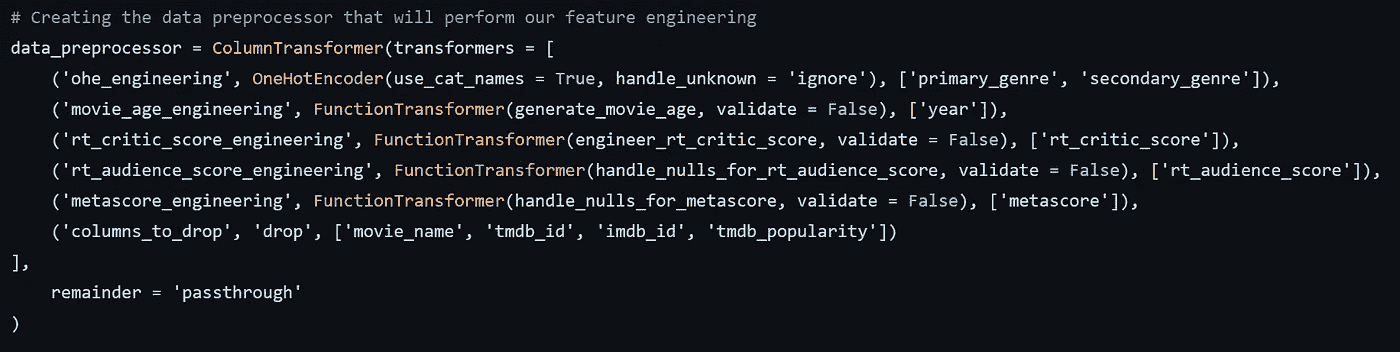 # Creating the data preprocessor that will perform our feature engineering
data_preprocessor = ColumnTransformer(transformers = [
    ('ohe_engineering', OneHotEncoder(use_cat_names = True, handle_unknown = 'ignore'), ['primary_genre', 'secondary_genre']),
    ('movie_age_engineering', FunctionTransformer(generate_movie_age, validate = False), ['year']),
    ('rt_critic_score_engineering', FunctionTransformer(engineer_rt_critic_score, validate = False), ['rt_critic_score']),
    ('rt_audience_score_engineering', FunctionTransformer(handle_nulls_for_rt_audience_score, validate = False), ['rt_audience_score']),
    ('metascore_engineering', FunctionTransformer(handle_nulls_for_metascore, validate = False), ['metascore']),
    ('columns_to_drop', 'drop', ['movie_name', 'tmdb_id', 'imdb_id', 'tmdb_popularity'])
],
    remainder = 'passthrough'
)